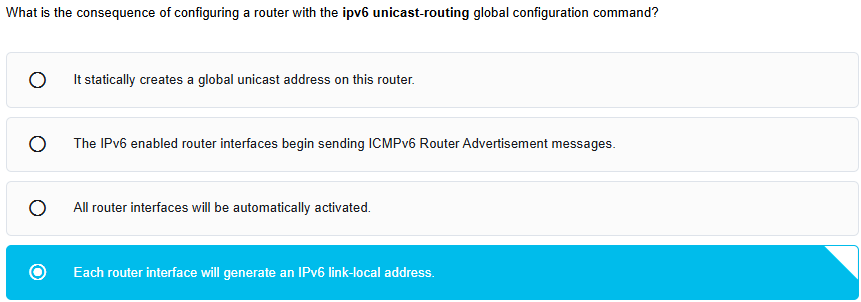 What is the consequence of configuring a router with the ipv6 unicast-routing global configuration command?
It statically creates a global unicast address on this router.
The IPv6 enabled router interfaces begin sending ICMPv6 Router Advertisement messages.
All router interfaces will be automatically activated.
Each router interface will generate an IPv6 link-local address.